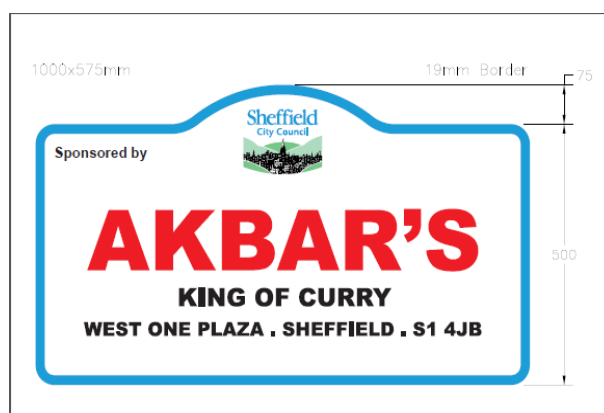 1000x575mm
19mm Border
75
Sheffield
City Council
Sponsored by
AKBAR'S
500
KING OF CURRY
WEST ONE PLAZA . SHEFFIELD . S1 4JB